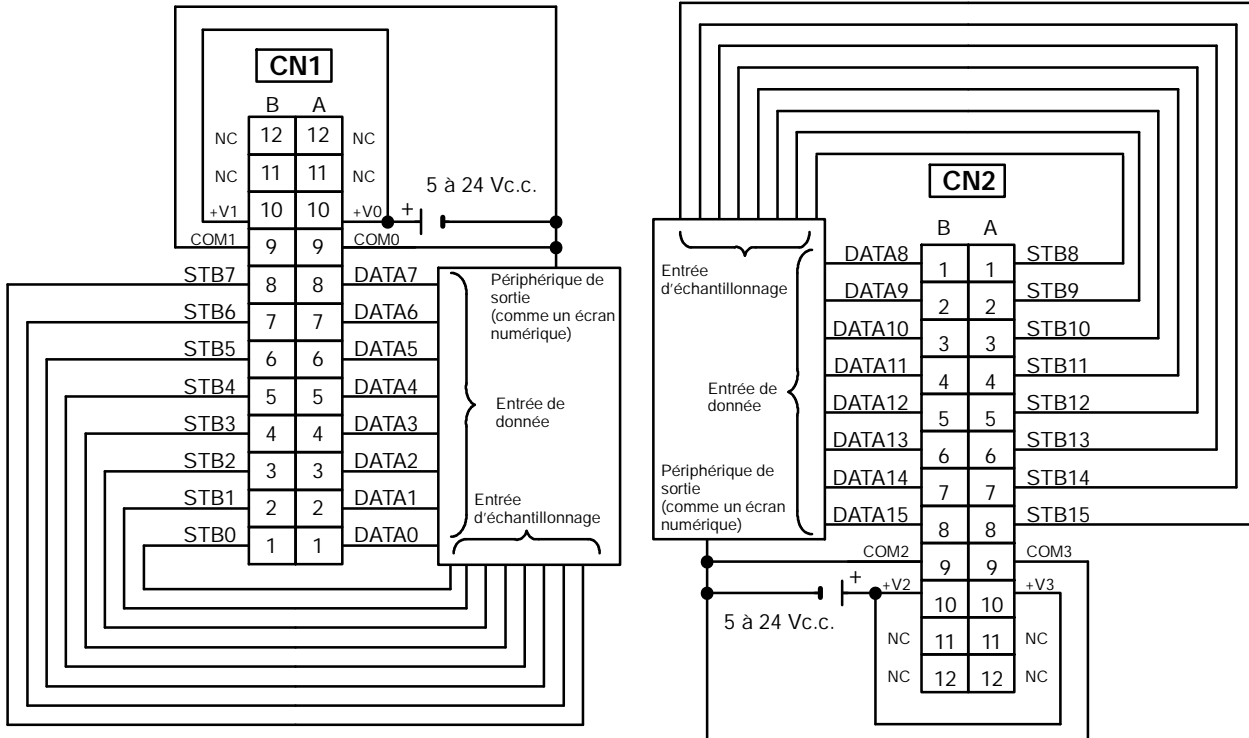 CN1
B A
NC 12 12 NC
NC 11 11 NC
5 à 24 Vc.c.
+V1 10 10 +V0 +
COM1 9 9 COM0
STB7 8 8 DATA7
STB6 7 7 DATA6
STB5 6 6 DATA5
STB4 5 5 DATA4
STB3 4 4 DATA3
STB2 3 3 DATA2
STB1 2 2 DATA1
STB0 1 1 DATA0
Périphérique de
sortie
(comme un écran
numérique)
Entrée de
donnée
Entrée
d'échantillonnage
CN2
B A
DATA8 1 1 STB8
DATA9 2 2 STB9
DATA10 3 3 STB10
DATA11 4 4 STB11
DATA12 5 5 STB12
DATA13 6 6 STB13
DATA14 7 7 STB14
DATA15 8 8 STB15
COM2 9 9 COM3
+ +V2 10 10 +V3
5 à 24 Vc.c.
NC 11 11 NC
NC 12 12 NC
Entrée
d'échantillonnage
Entrée de
donnée
Périphérique de
sortie
(comme un écran
numérique)